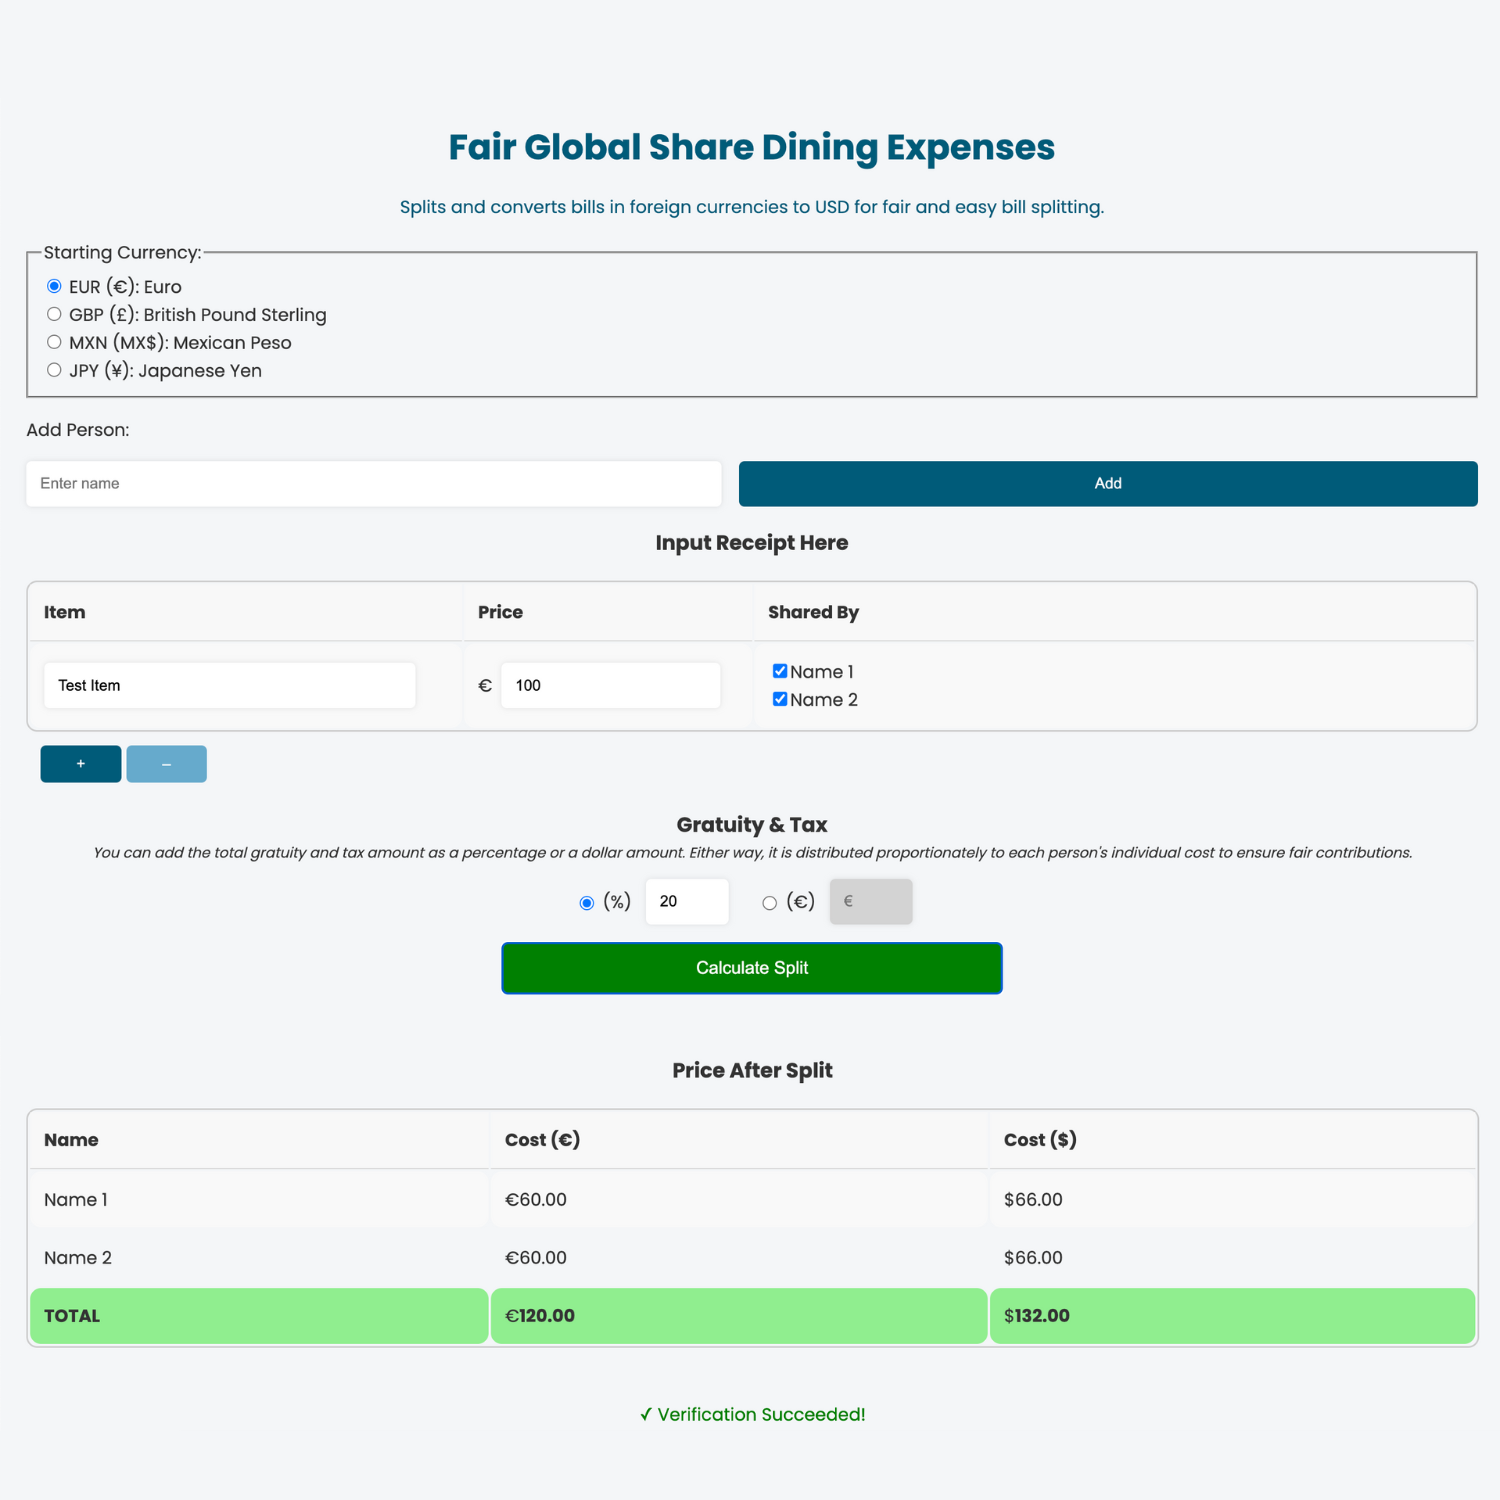 Fair Global Share Dining Expenses
Splits and converts bills in foreign currencies to USD for fair and easy bill splitting.
Starting Currency:
EUR (€): Euro
GBP (£): British Pound Sterling
MXN (MX$): Mexican Peso
JPY (¥): Japanese Yen
Add Person:
Enter name Add
Input Receipt Here
Item Price Shared By
Test Item € 100 Name 1
Name 2
+ –
Gratuity & Tax
You can add the total gratuity and tax amount as a percentage or a dollar amount. Either way, it is distributed proportionately to each person's individual cost to ensure fair contributions.
(%) 20 (€) €
Calculate Split
Price After Split
Name Cost (€) Cost ($)
Name 1 €60.00 $66.00
Name 2 €60.00 $66.00
TOTAL €120.00 $132.00
✓ Verification Succeeded!